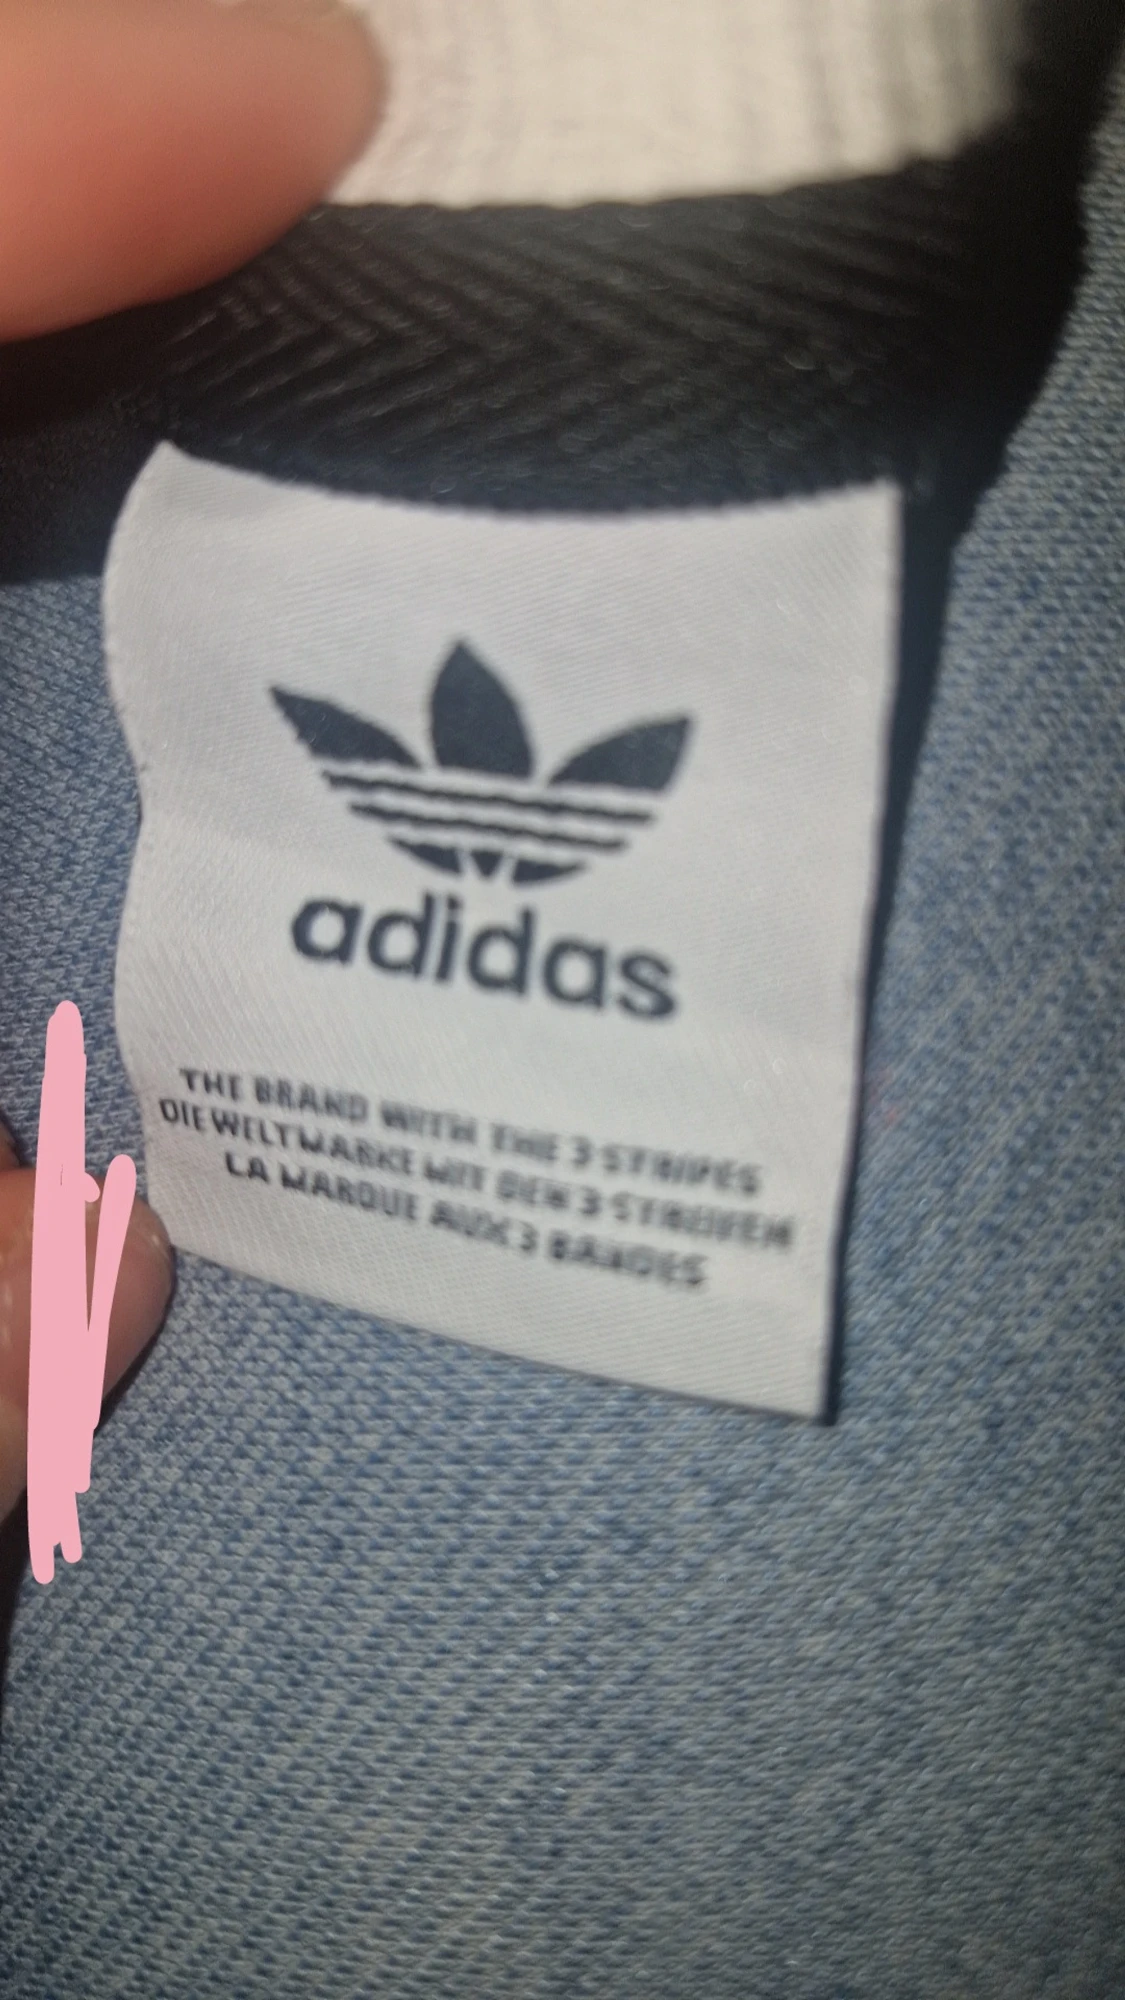 adidas
THE BRAND WITH THE 3 STRIPES
DIE WELTMARKE MIT DEN 3 STREIFEN
LA MARQUE AUX 3 BANDES